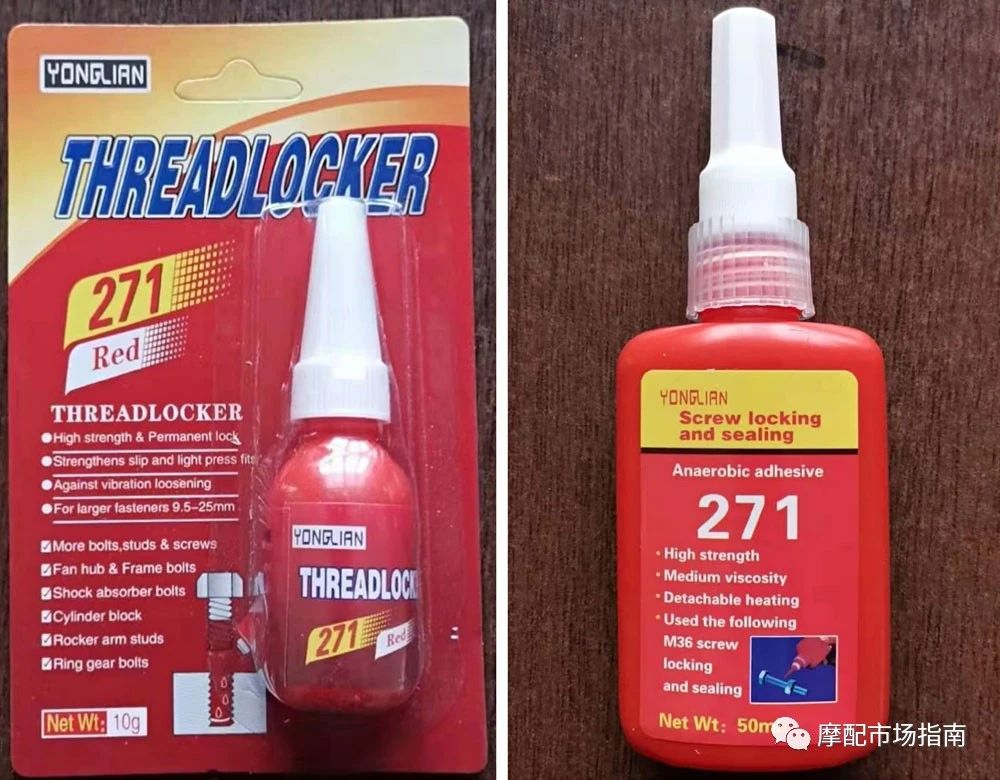 YONGLIAN
THREADLOCKER
271
Red
THREADLOCKER
High strength & Permanent lock
Strengthens slip and light press fits
Against vibration loosening
For larger fasteners 9.5-25mm
More bolts,studs & screws
Fan hub & Frame bolts
Shock absorber bolts
Cylinder block
Rocker arm studs
Ring gear bolts
Net Wt: 10g
YONGLIAN
271
Red
YONGLIAN
Screw locking
and sealing
Anaerobic adhesive
271
High strength
Medium viscosity
Detachable heating
Used the following
M36 screw
locking
and sealing
Net Wt: 50
摩配市场指南